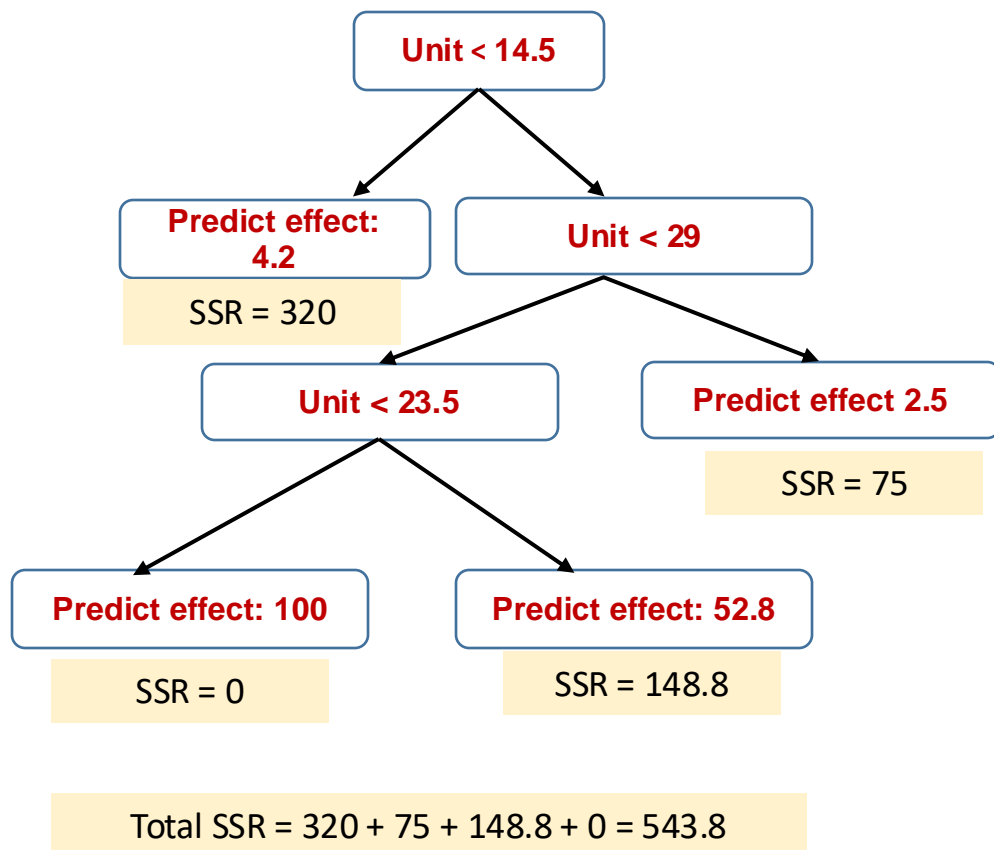 Unit < 14.5
Predict effect:
4.2
Unit < 29
SSR = 320
Unit < 23.5
Predict effect 2.5
SSR = 75
Predict effect: 100
Predict effect: 52.8
SSR = 0
SSR = 148.8
Total SSR = 320 + 75 + 148.8 + 0 = 543.8